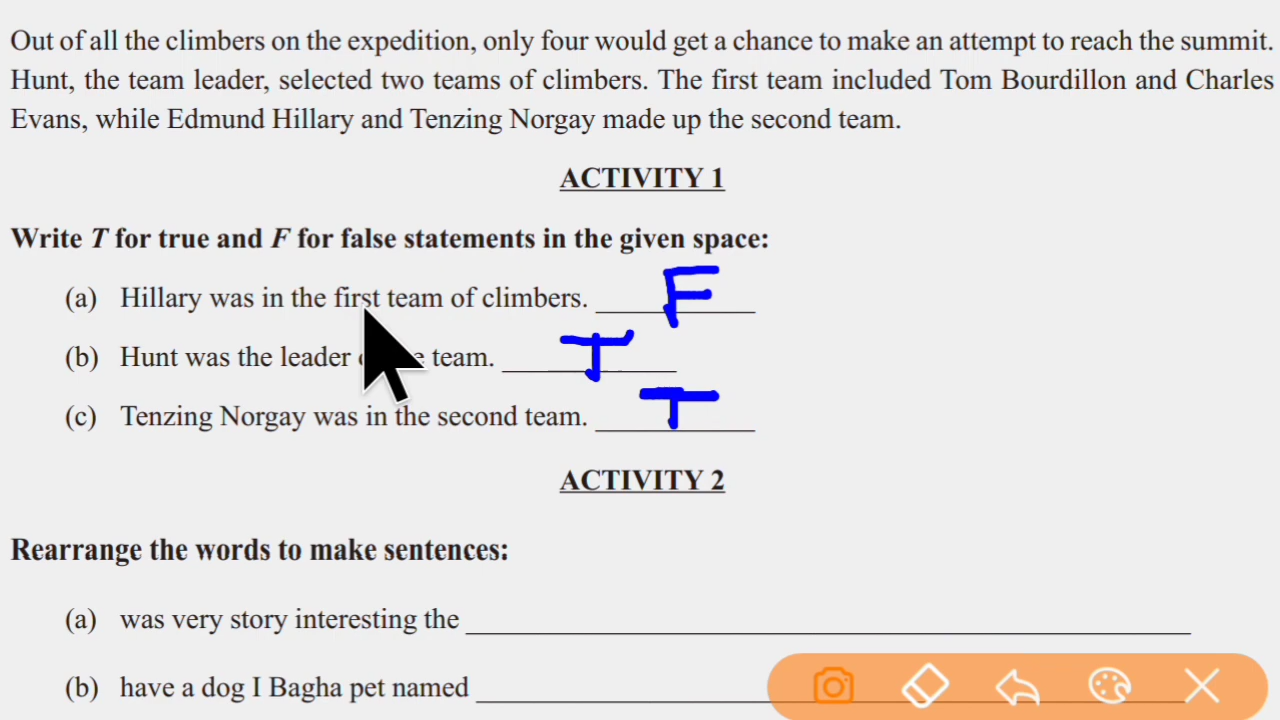 Out of all the climbers on the expedition, only four would get a chance to make an attempt to reach the summit.
Hunt, the team leader, selected two teams of climbers. The first team included Tom Bourdillon and Charles
Evans, while Edmund Hillary and Tenzing Norgay made up the second team.
ACTIVITY 1
Write T for true and F for false statements in the given space:
(a) Hillary was in the first team of climbers. F
(b) Hunt was the leader team. T
(c) Tenzing Norgay was in the second team. T
ACTIVITY 2
Rearrange the words to make sentences:
(a) was very story interesting the
(b) have a dog I Bagha pet named